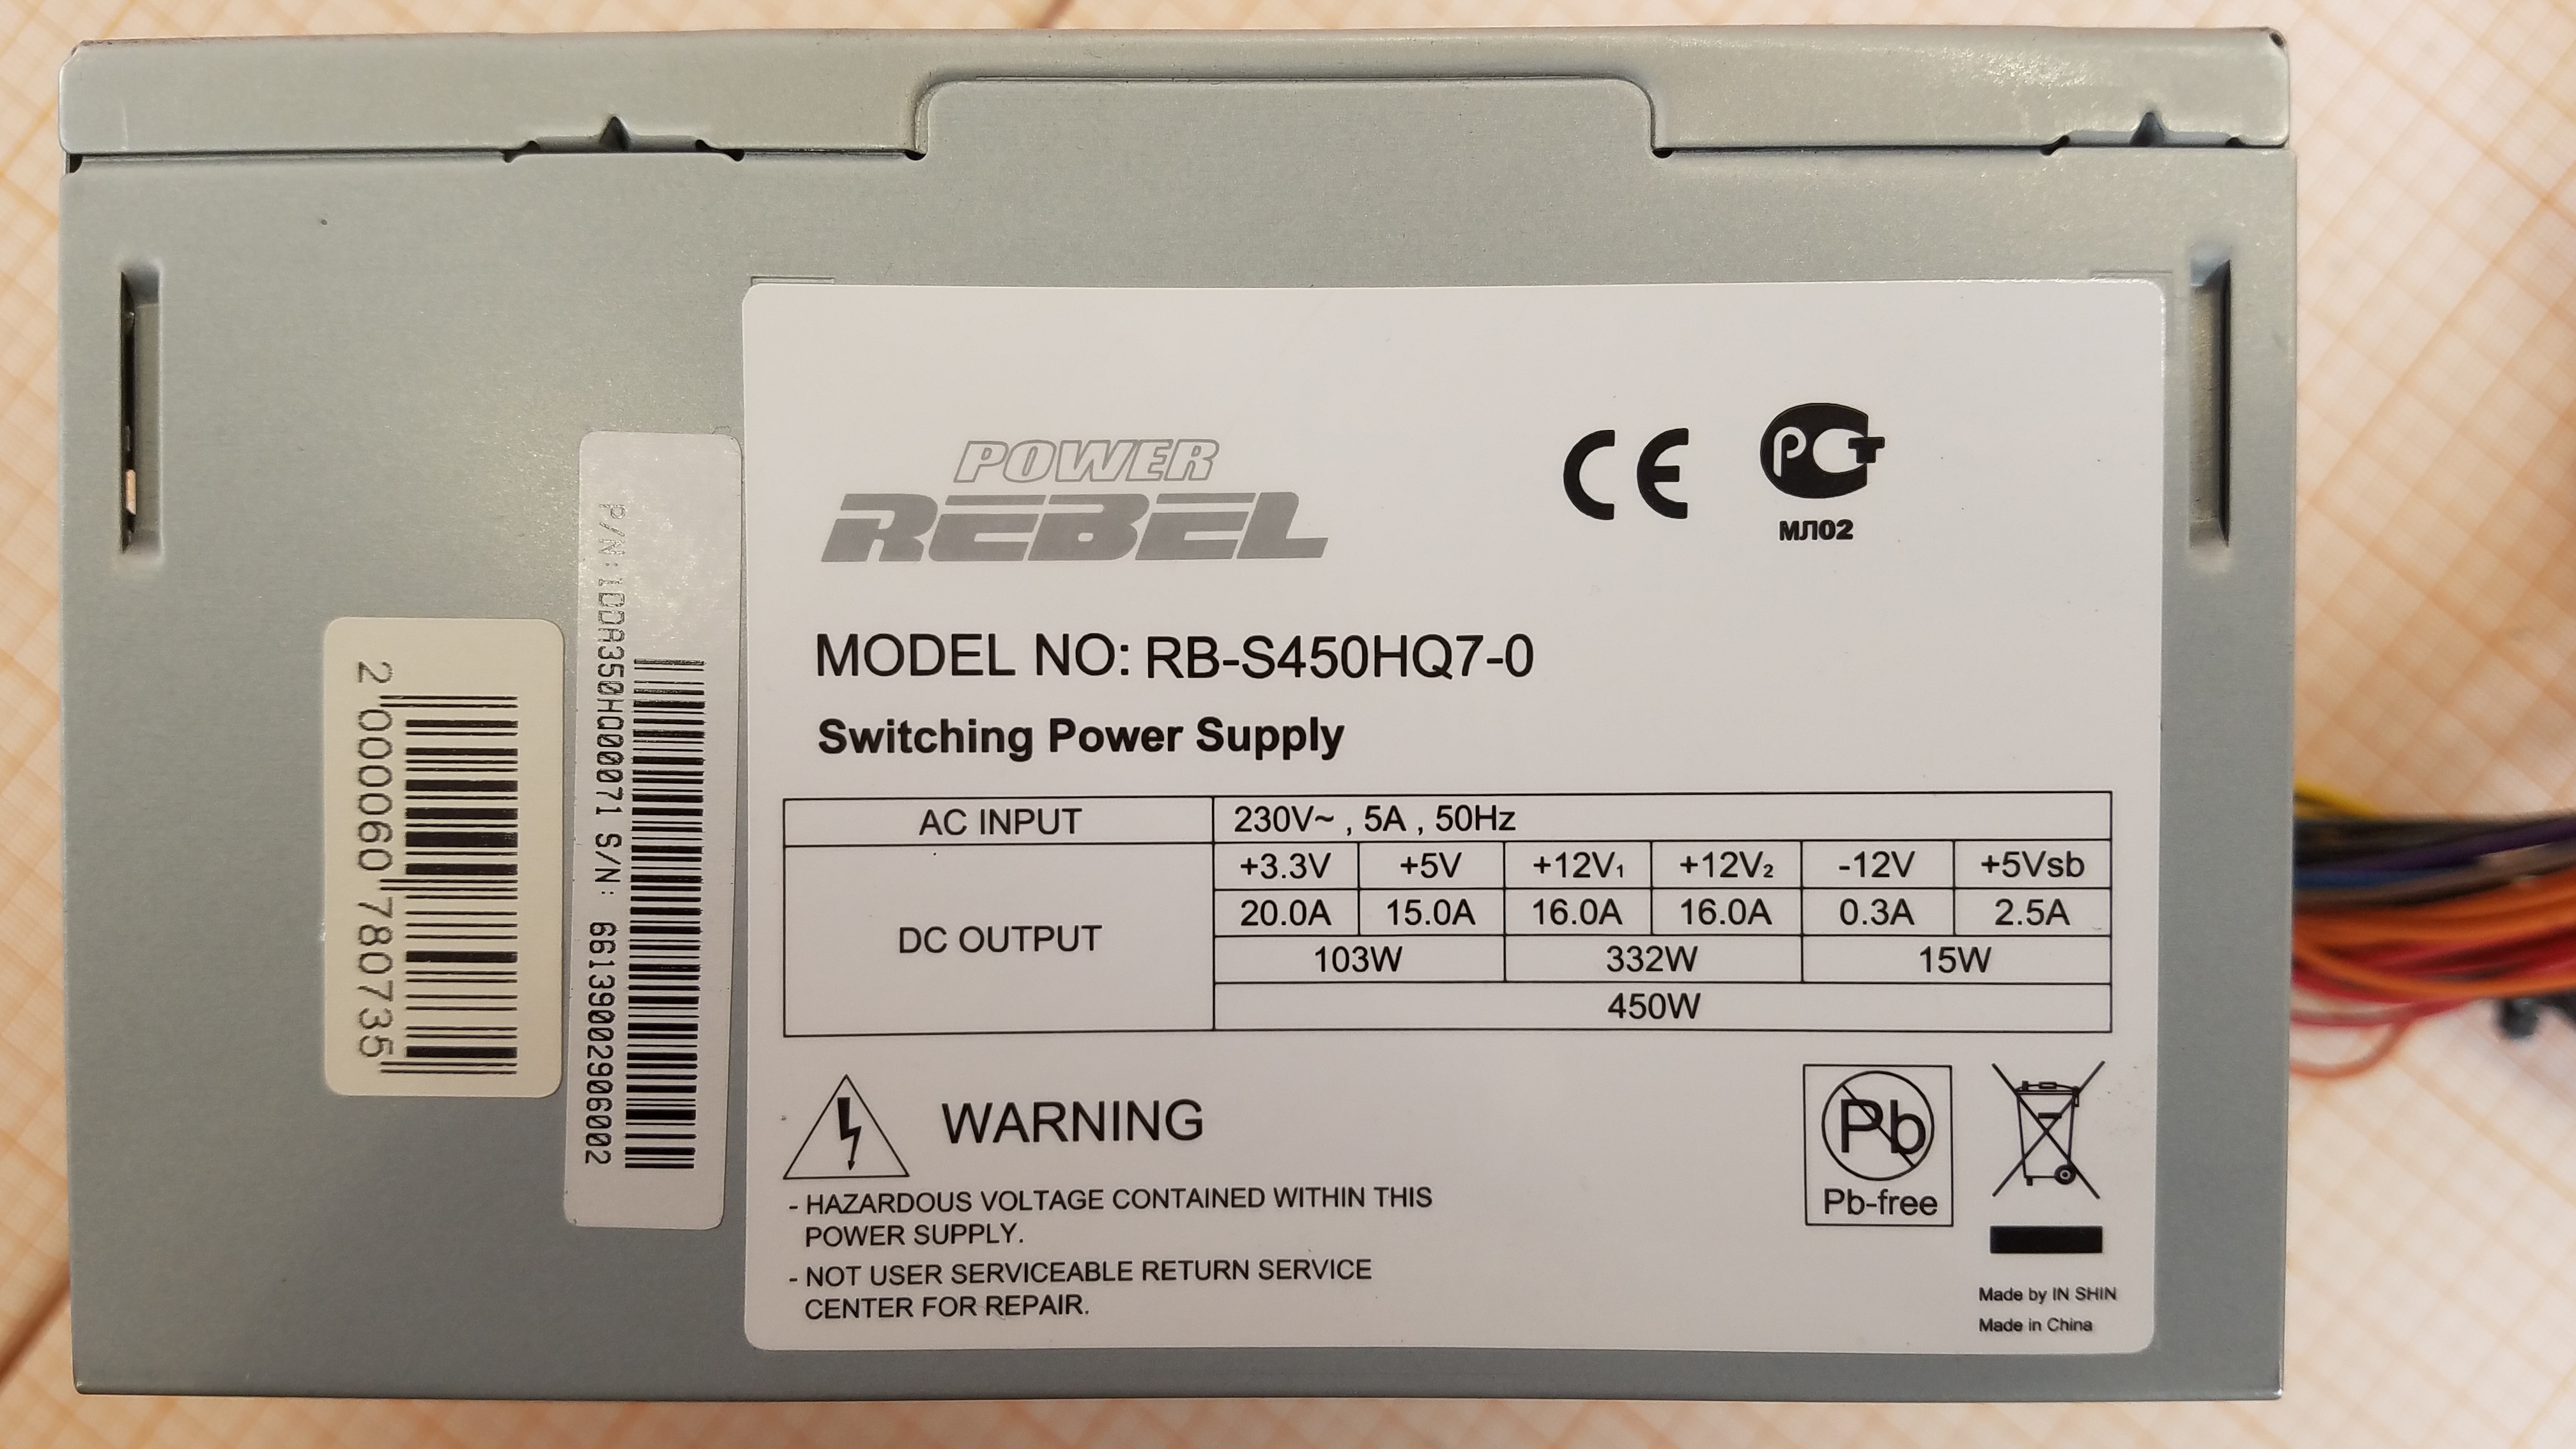 POWER
REBEL
CE
РСТ
МЛ02
MODEL NO: RB-S450HQ7-0
Switching Power Supply
AC INPUT 230V~ , 5A , 50Hz
DC OUTPUT
+3.3V +5V +12V₁ +12V₂ -12V +5Vsb
20.0A 15.0A 16.0A 16.0A 0.3A 2.5A
103W 332W 15W
450W
WARNING
- HAZARDOUS VOLTAGE CONTAINED WITHIN THIS
POWER SUPPLY.
- NOT USER SERVICEABLE RETURN SERVICE
CENTER FOR REPAIR.
Pb
Pb-free
Made by IN SHIN
Made in China
P/N:10DA350HQ00071 S/N: 66139002906002
2 000060 780735